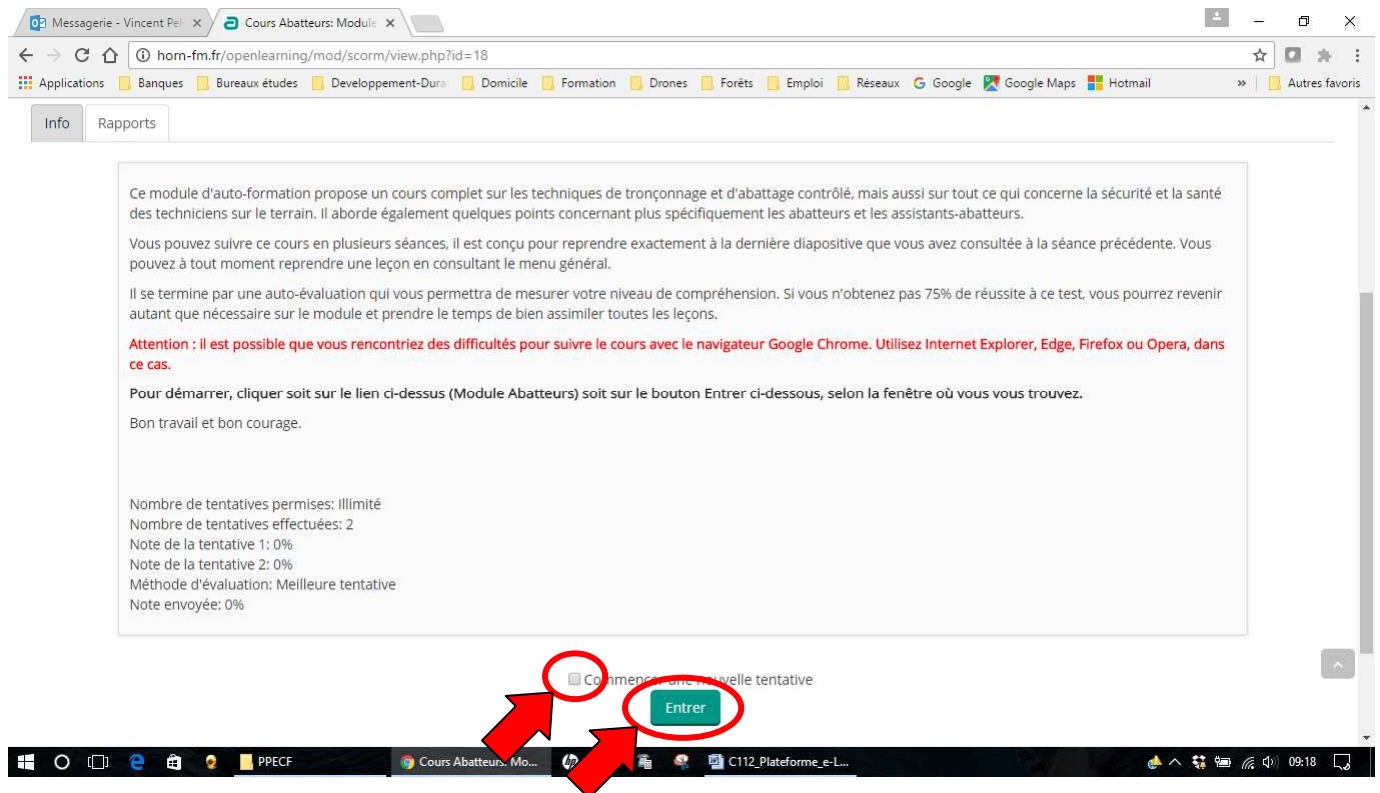 Messagerie - Vincent Pel
Cours Abatteurs: Module
horn-fm.fr/openlearning/mod/scorm/view.php?id=18
Applications Banques Bureaux études Developpement-Dura Domicile Formation Drones Forêts Emploi Réseaux Google Google Maps Hotmail » Autres favoris
Info Rapports
Ce module d'auto-formation propose un cours complet sur les techniques de tronçonnage et d'abattage contrôlé, mais aussi sur tout ce qui concerne la sécurité et la santé
des techniciens sur le terrain. Il aborde également quelques points concernant plus spécifiquement les abatteurs et les assistants-abatteurs.
Vous pouvez suivre ce cours en plusieurs séances, il est conçu pour reprendre exactement à la dernière diapositive que vous avez consultée à la séance précédente. Vous
pouvez à tout moment reprendre une leçon en consultant le menu général.
Il se termine par une auto-évaluation qui vous permettra de mesurer votre niveau de compréhension. Si vous n'obtenez pas 75% de réussite à ce test, vous pourrez revenir
autant que nécessaire sur le module et prendre le temps de bien assimiler toutes les leçons.
Attention : il est possible que vous rencontriez des difficultés pour suivre le cours avec le navigateur Google Chrome. Utilisez Internet Explorer, Edge, Firefox ou Opera, dans
ce cas.
Pour démarrer, cliquer soit sur le lien ci-dessus (Module Abatteurs) soit sur le bouton Entrer ci-dessous, selon la fenêtre où vous vous trouvez.
Bon travail et bon courage.
Nombre de tentatives permises: Illimité
Nombre de tentatives effectuées: 2
Note de la tentative 1: 0%
Note de la tentative 2: 0%
Méthode d'évaluation: Meilleure tentative
Note envoyée: 0%
Commencer une nouvelle tentative
Entrer
PPECF Cours Abatteurs: Mo... C112_Plateforme_e-L... 09:18